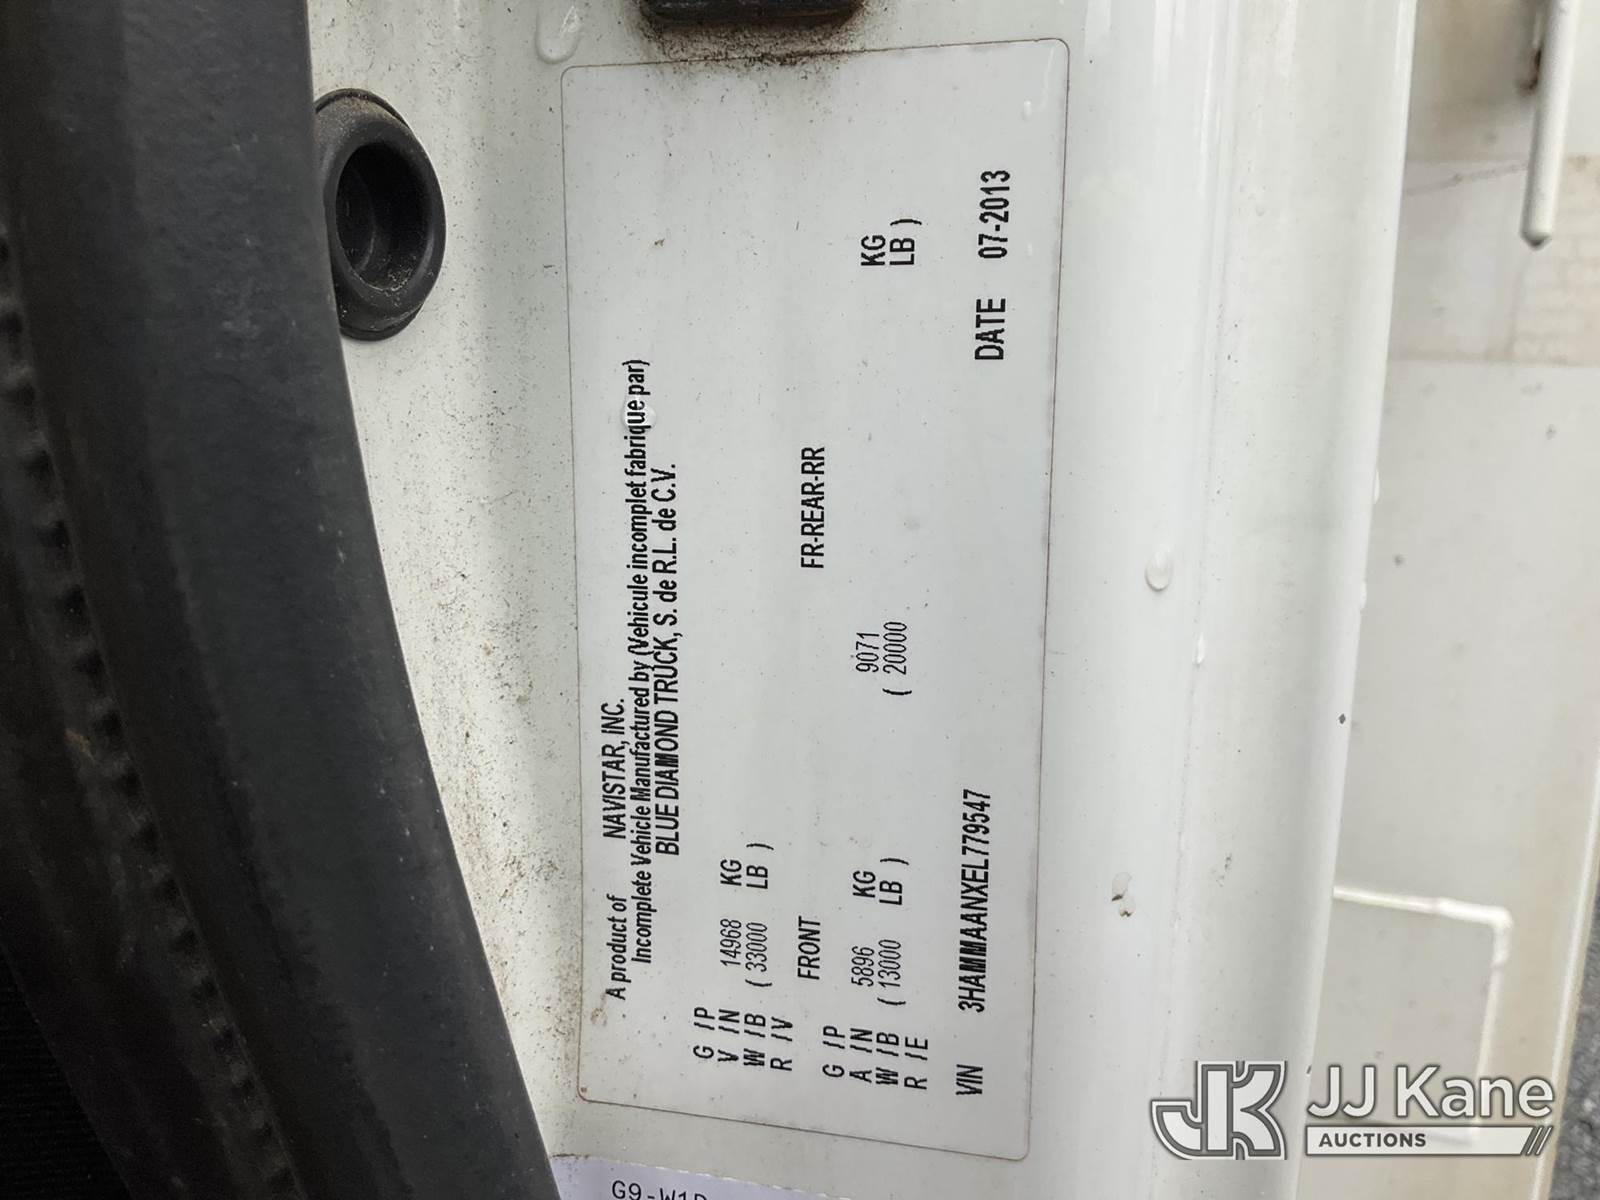 A product of NAVISTAR, INC.
Incomplete Vehicle Manufactured by (Vehicule incomplet fabrique par)
BLUE DIAMOND TRUCK, S. de R.L. de C.V.
G /P
V /N 14968 KG
W /B ( 33000 LB )
R /V
FRONT FR-REAR-RR
G /P
A /N 5896 KG 9071 KG
W /B ( 13000 LB ) ( 20000 LB )
R /E
VIN 3HAMMAANXEL779547 DATE 07-2013
JJ Kane
AUCTIONS